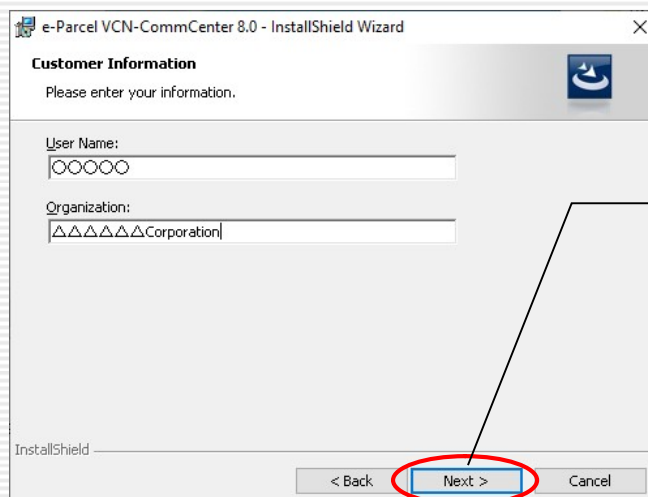 e-Parcel VCN-CommCenter 8.0 - InstallShield Wizard
Customer Information
Please enter your information.
User Name:
○○○○○
Organization:
△△△△△△Corporation
InstallShield
< Back Next > Cancel